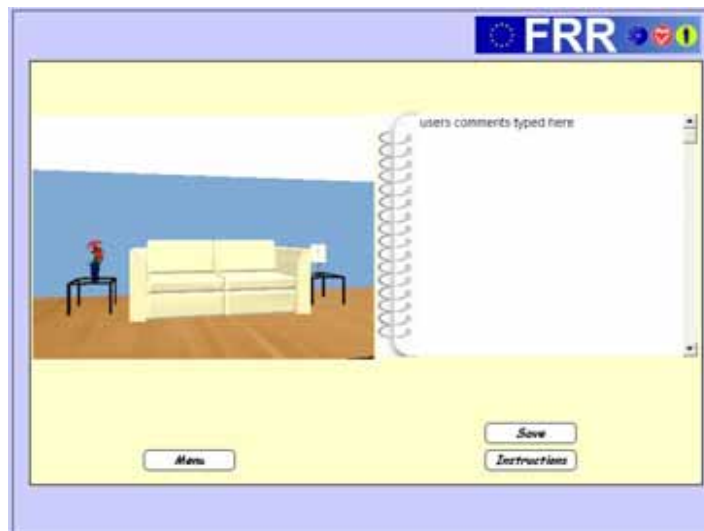 FRR
users comments typed here
Save
Menu
Instructions